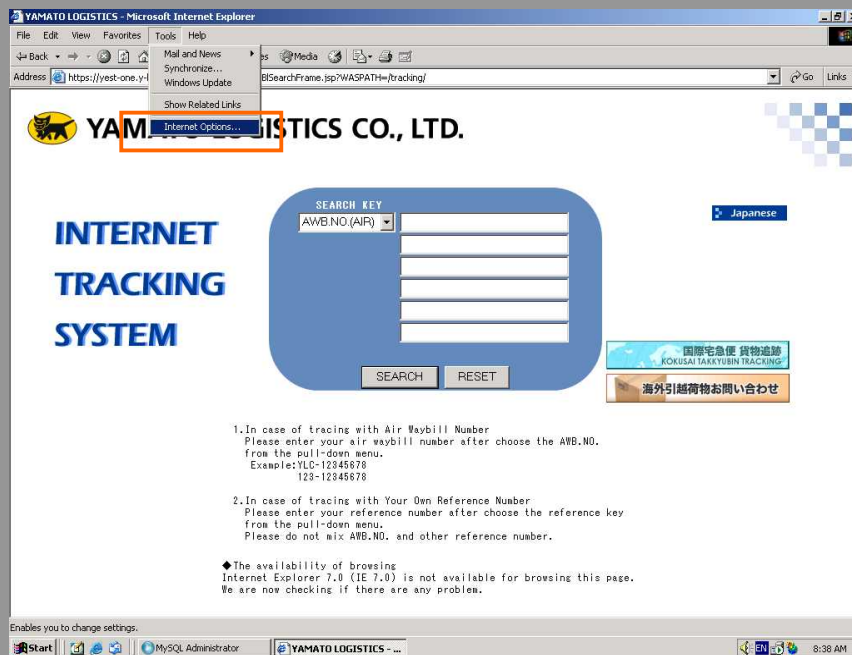 YAMATO LOGISTICS - Microsoft Internet Explorer
File Edit View Favorites Tools Help
Back Media
Mail and News
Synchronize...
Windows Update
Show Related Links
Internet Options...
Address https://yest-one.y- BlSearchFrame.jsp?WASPATH=/tracking/ Go Links
LOGISTICS CO., LTD.
INTERNET
TRACKING
SYSTEM
SEARCH KEY
AWB.NO.(AIR)
SEARCH RESET
Japanese
国際宅急便 貨物追跡
KOKUSAI TAKKYUBIN TRACKING
海外引越荷物お問い合わせ
1.In case of tracing with Air Waybill Number
Please enter your air waybill number after choose the AWB.NO.
from the pull-down menu.
Example:YLC-12345678
123-12345678
2.In case of tracing with Your Own Reference Number
Please enter your reference number after choose the reference key
from the pull-down menu.
Please do not mix AWB.NO. and other reference number.
◆The availability of browsing
Internet Explorer 7.0 (IE 7.0) is not available for browsing this page.
We are now checking if there are any problem.
Enables you to change settings.
Start MySQL Administrator YAMATO LOGISTICS - ... EN 8:38 AM